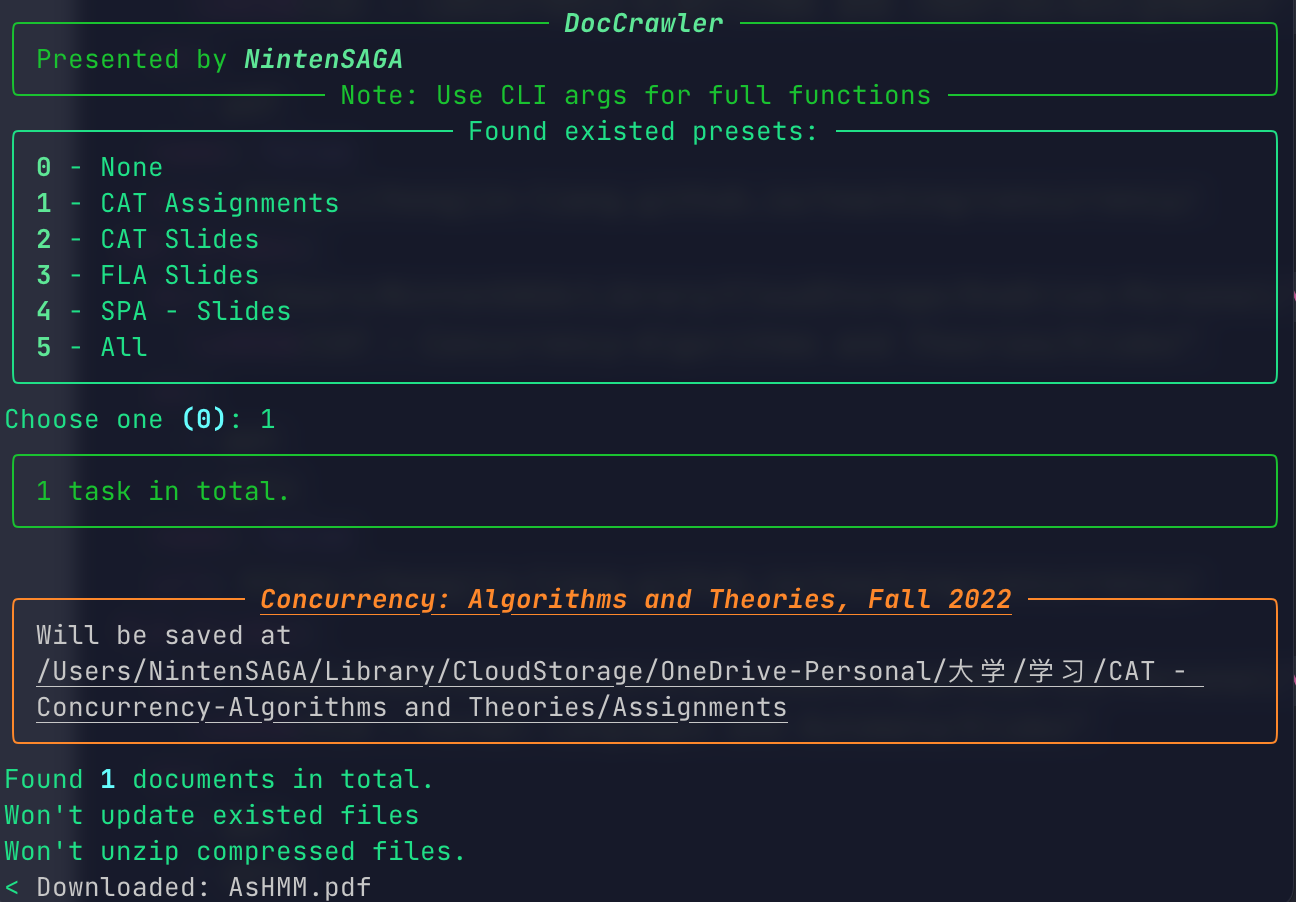 DocCrawler
Presented by NintenSAGA
Note: Use CLI args for full functions
Found existed presets:
0 - None
1 - CAT Assignments
2 - CAT Slides
3 - FLA Slides
4 - SPA - Slides
5 - All
Choose one (0): 1
1 task in total.
Concurrency: Algorithms and Theories, Fall 2022
Will be saved at
/Users/NintenSAGA/Library/CloudStorage/OneDrive-Personal/大学/学习/CAT -
Concurrency-Algorithms and Theories/Assignments
Found 1 documents in total.
Won't update existed files
Won't unzip compressed files.
< Downloaded: AsHMM.pdf